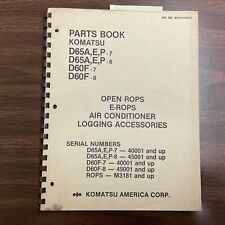 PARTS BOOK
KOMATSU
D65A,E,P-7
D65A,E,P-8
D60F-7
D60F-8
OPEN ROPS
E-ROPS
AIR CONDITIONER
LOGGING ACCESSORIES
SERIAL NUMBERS
D65A,E,P-7 — 40001 and up
D65A,E,P-8 — 45001 and up
D60F-7 — 40001 and up
D60F-8 — 45001 and up
ROPS — M3181 and up
KOMATSU AMERICA CORP.